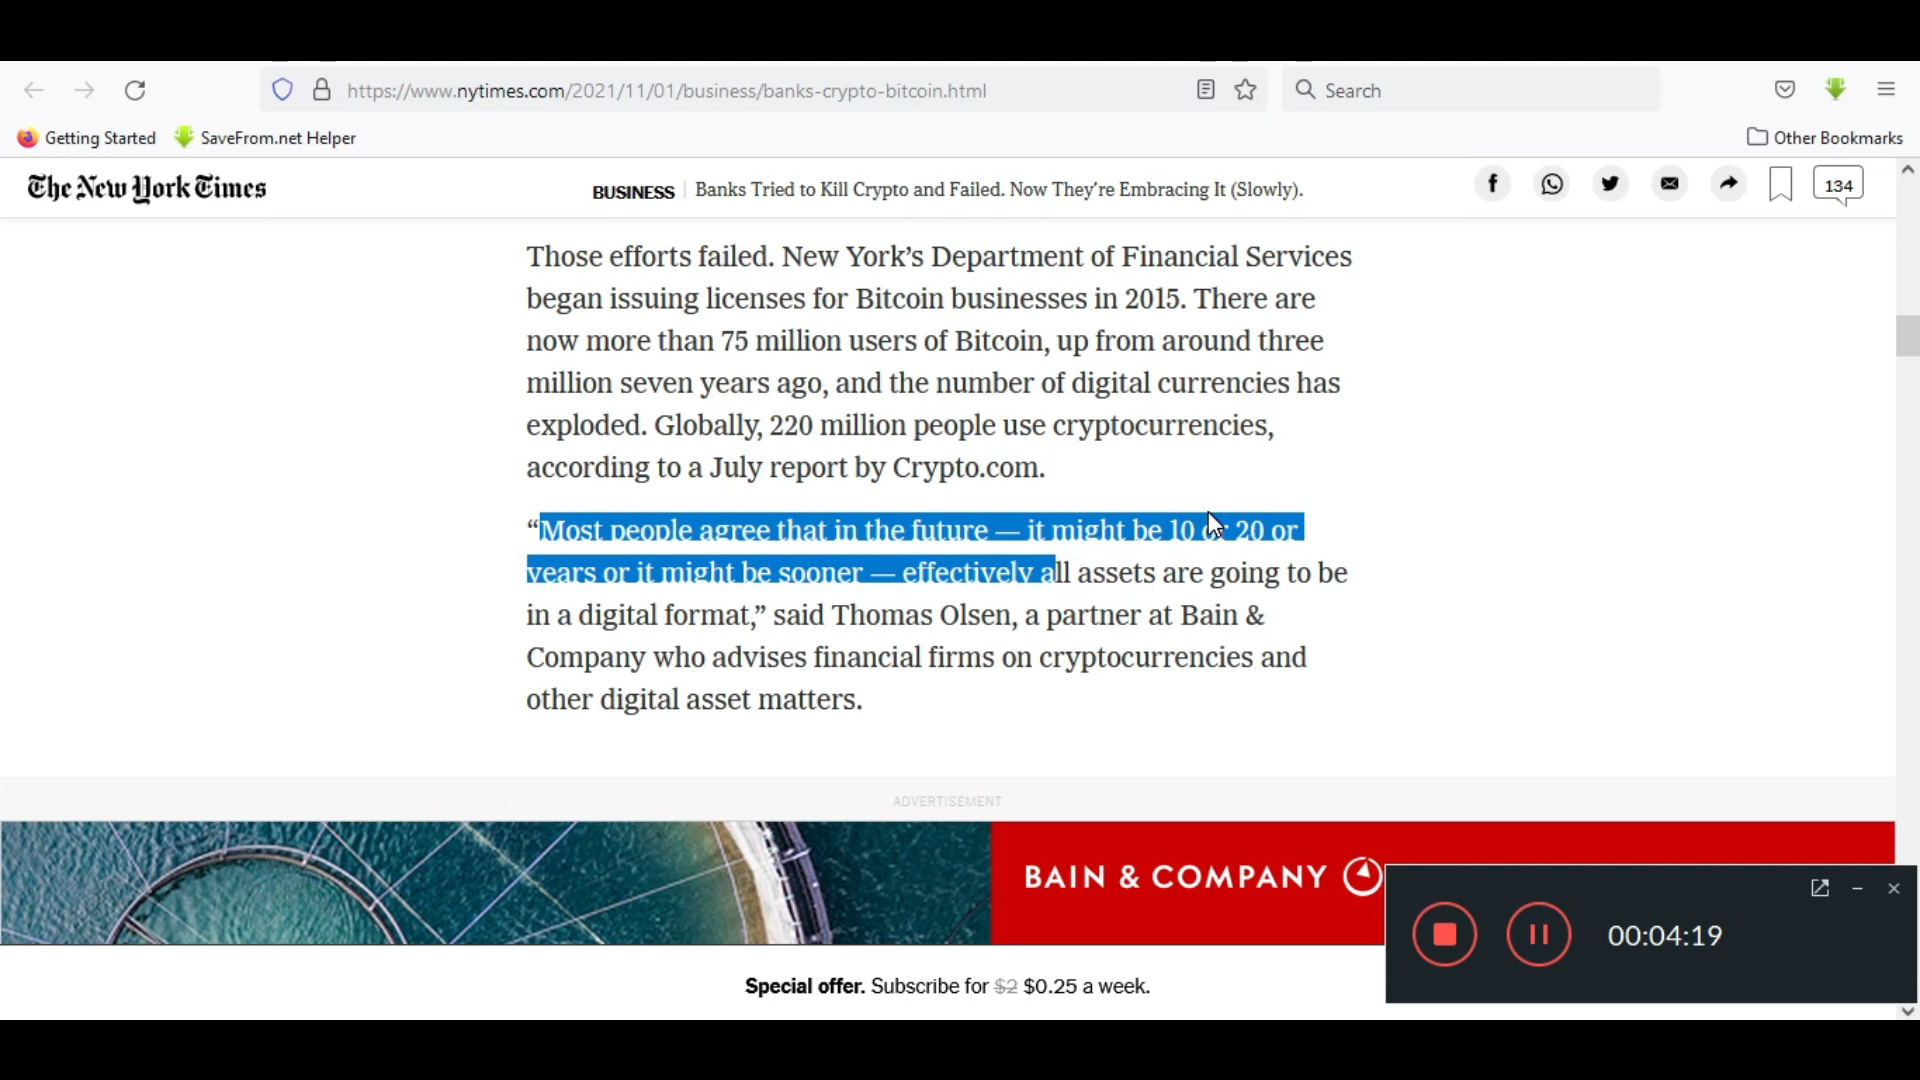 https://www.nytimes.com/2021/11/01/business/banks-crypto-bitcoin.html
Search
Getting Started
SaveFrom.net Helper
Other Bookmarks
The New York Times
BUSINESS
Banks Tried to Kill Crypto and Failed. Now They’re Embracing It (Slowly).
134
Those efforts failed. New York’s Department of Financial Services
began issuing licenses for Bitcoin businesses in 2015. There are
now more than 75 million users of Bitcoin, up from around three
million seven years ago, and the number of digital currencies has
exploded. Globally, 220 million people use cryptocurrencies,
according to a July report by Crypto.com.
“Most people agree that in the future — it might be 10 or 20 or
years or it might be sooner — effectively all assets are going to be
in a digital format,” said Thomas Olsen, a partner at Bain &
Company who advises financial firms on cryptocurrencies and
other digital asset matters.
ADVERTISEMENT
BAIN & COMPANY
00:04:19
Special offer. Subscribe for $2 $0.25 a week.